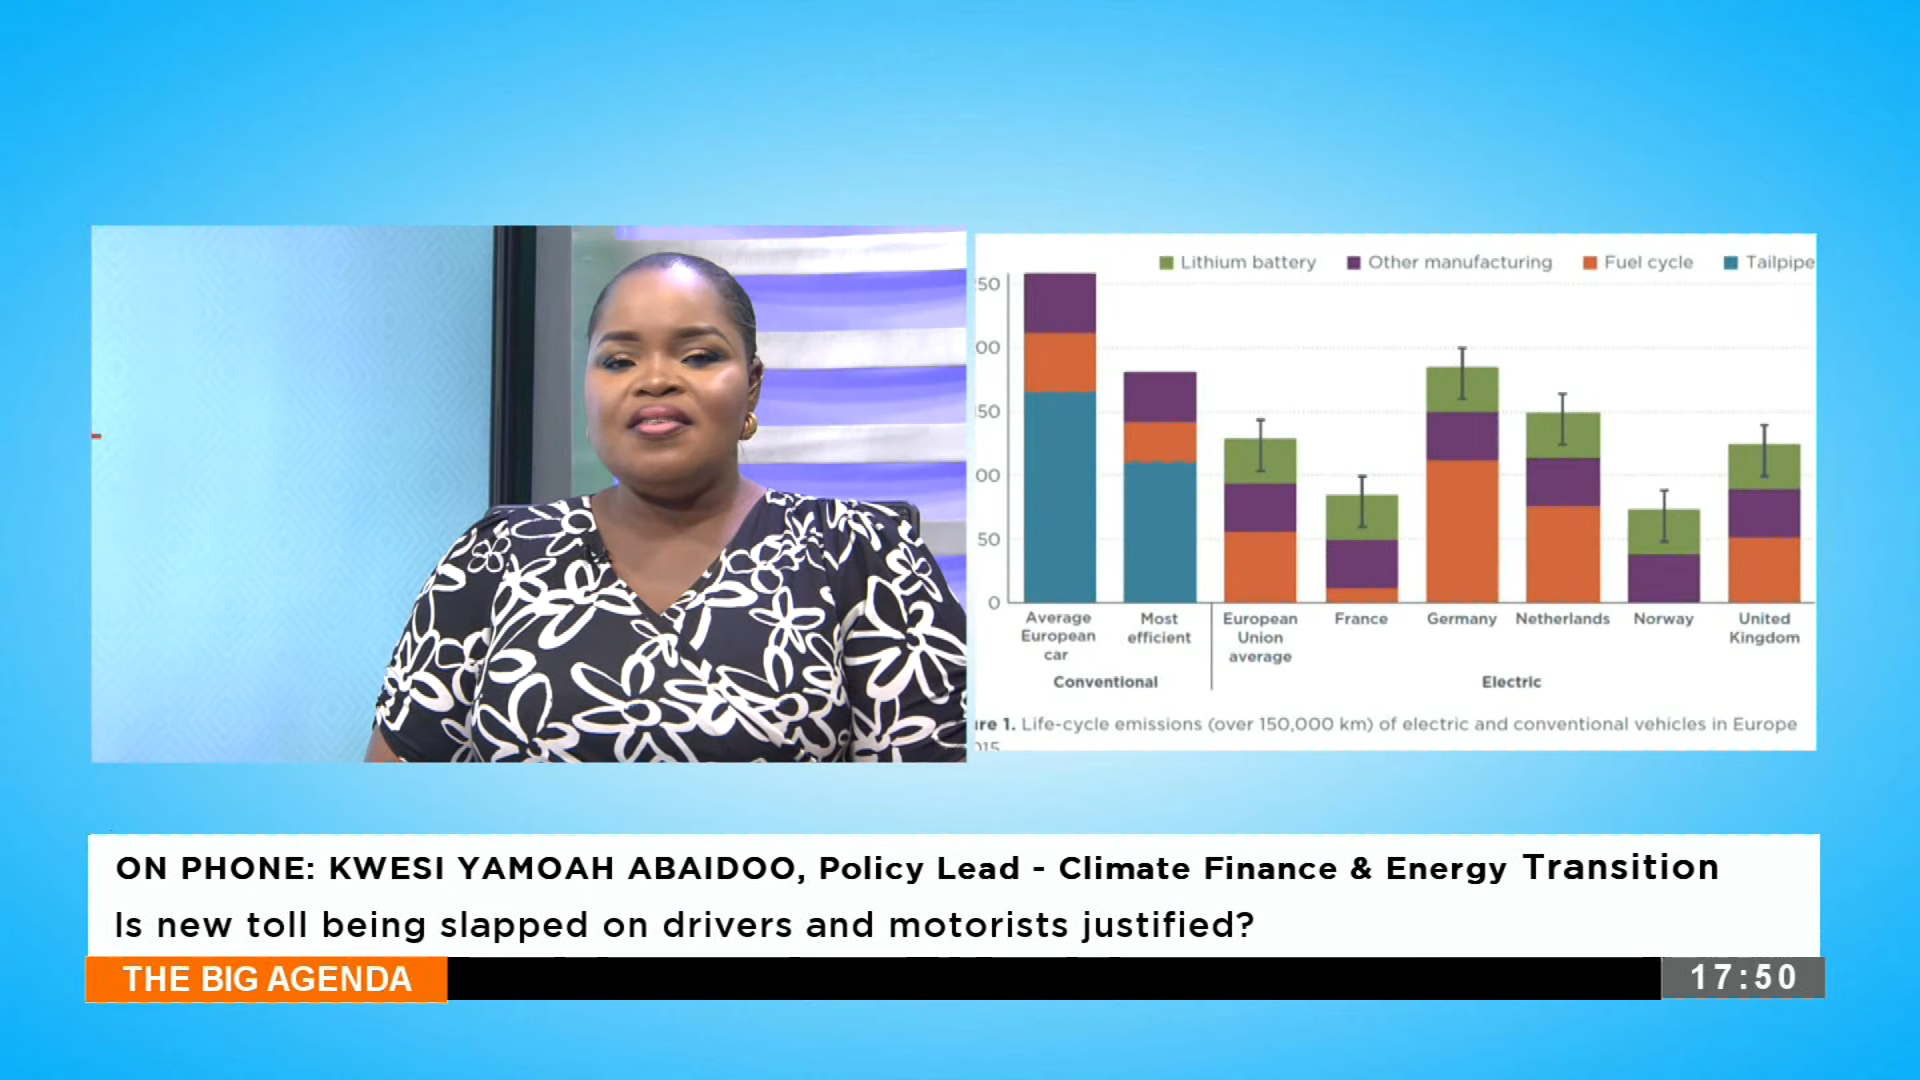 Lithium battery Other manufacturing Fuel cycle Tailpipe
50
00
50
00
50
0
Average European car
Most efficient
European Union average
France
Germany
Netherlands
Norway
United Kingdom
Conventional
Electric
re 1. Life-cycle emissions (over 150,000 km) of electric and conventional vehicles in Europe
015
ON PHONE: KWESI YAMOAH ABAIDOO, Policy Lead - Climate Finance & Energy Transition
Is new toll being slapped on drivers and motorists justified?
THE BIG AGENDA
17:50